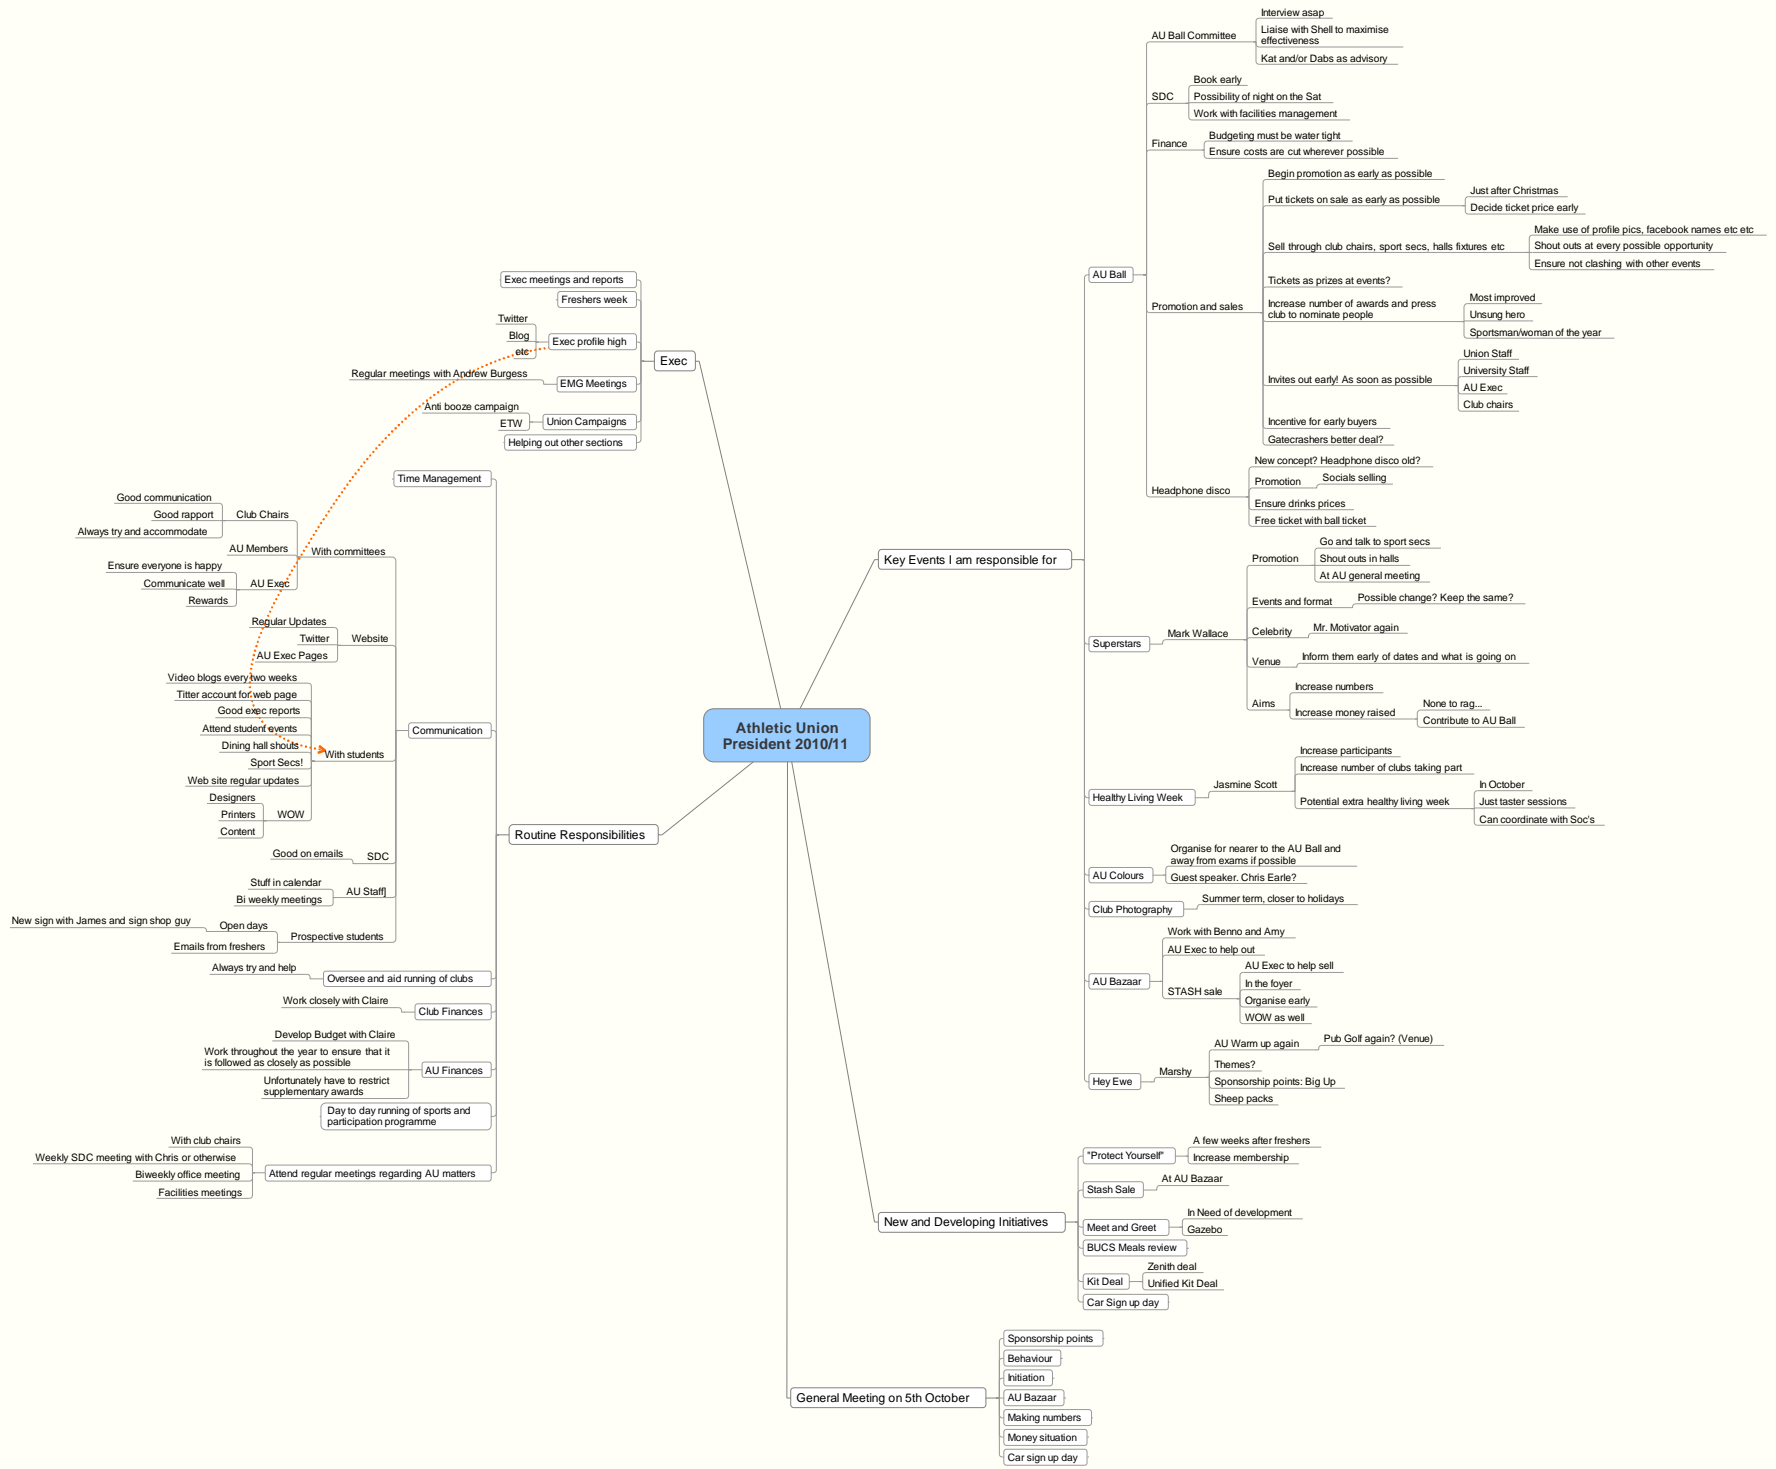 Athletic Union
President 2010/11
Key Events I am responsible for
AU Ball
AU Ball Committee
Interview asap
Liaise with Shell to maximise
effectiveness
Kat and/or Dabs as advisory
SDC
Book early
Possibility of night on the Sat
Work with facilities management
Finance
Budgeting must be water tight
Ensure costs are cut wherever possible
Promotion and sales
Begin promotion as early as possible
Put tickets on sale as early as possible
Just after Christmas
Decide ticket price early
Sell through club chairs, sport secs, halls fixtures etc
Make use of profile pics, facebook names etc etc
Shout outs at every possible opportunity
Ensure not clashing with other events
Tickets as prizes at events?
Increase number of awards and press
club to nominate people
Most improved
Unsung hero
Sportsman/woman of the year
Invites out early! As soon as possible
Union Staff
University Staff
AU Exec
Club chairs
Incentive for early buyers
Gatecrashers better deal?
Headphone disco
New concept? Headphone disco old?
Promotion
Socials selling
Ensure drinks prices
Free ticket with ball ticket
Superstars
Mark Wallace
Promotion
Go and talk to sport secs
Shout outs in halls
At AU general meeting
Events and format
Possible change? Keep the same?
Celebrity
Mr. Motivator again
Venue
Inform them early of dates and what is going on
Aims
Increase numbers
Increase money raised
None to rag...
Contribute to AU Ball
Healthy Living Week
Jasmine Scott
Increase participants
Increase number of clubs taking part
Potential extra healthy living week
In October
Just taster sessions
Can coordinate with Soc's
AU Colours
Organise for nearer to the AU Ball and
away from exams if possible
Guest speaker. Chris Earle?
Club Photography
Summer term, closer to holidays
AU Bazaar
Work with Benno and Amy
AU Exec to help out
STASH sale
AU Exec to help sell
In the foyer
Organise early
WOW as well
Hey Ewe
Marshy
AU Warm up again
Pub Golf again? (Venue)
Themes?
Sponsorship points: Big Up
Sheep packs
New and Developing Initiatives
"Protect Yourself"
A few weeks after freshers
Increase membership
Stash Sale
At AU Bazaar
Meet and Greet
In Need of development
Gazebo
BUCS Meals review
Kit Deal
Zenith deal
Unified Kit Deal
Car Sign up day
General Meeting on 5th October
Sponsorship points
Behaviour
Initiation
AU Bazaar
Making numbers
Money situation
Car sign up day
Exec
Exec meetings and reports
Freshers week
Exec profile high
Twitter
Blog
etc
EMG Meetings
Regular meetings with Andrew Burgess
Union Campaigns
Anti booze campaign
ETW
Helping out other sections
Routine Responsibilities
Time Management
Communication
With committees
Club Chairs
Good communication
Good rapport
Always try and accommodate
AU Members
AU Exec
Ensure everyone is happy
Communicate well
Rewards
Website
Regular Updates
Twitter
AU Exec Pages
With students
Video blogs every two weeks
Titter account for web page
Good exec reports
Attend student events
Dining hall shouts
Sport Secs!
Web site regular updates
WOW
Designers
Printers
Content
SDC
Good on emails
AU Staff]
Stuff in calendar
Bi weekly meetings
Prospective students
Open days
New sign with James and sign shop guy
Emails from freshers
Oversee and aid running of clubs
Always try and help
Club Finances
Work closely with Claire
AU Finances
Develop Budget with Claire
Work throughout the year to ensure that it
is followed as closely as possible
Unfortunately have to restrict
supplementary awards
Day to day running of sports and
participation programme
Attend regular meetings regarding AU matters
With club chairs
Weekly SDC meeting with Chris or otherwise
Biweekly office meeting
Facilities meetings